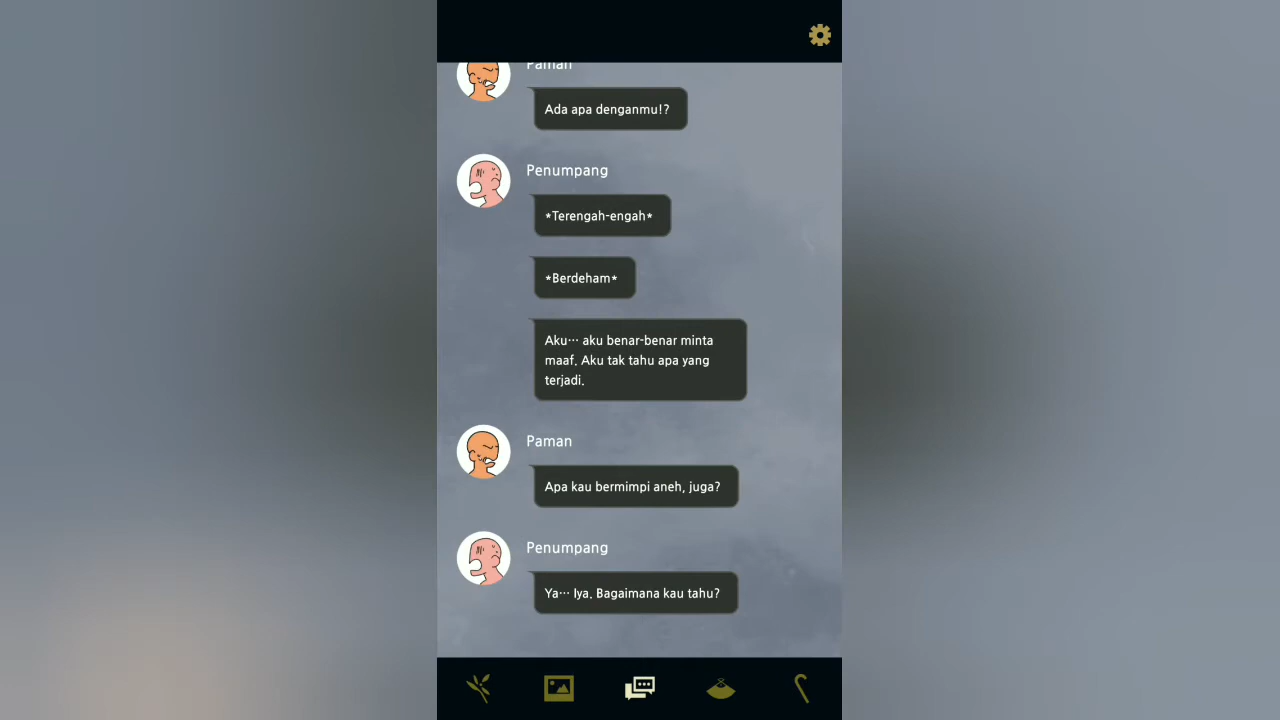 Paman
Ada apa denganmu!?
Penumpang
*Terengah-engah*
*Berdeham*
Aku… aku benar-benar minta
maaf. Aku tak tahu apa yang
terjadi.
Paman
Apa kau bermimpi aneh, juga?
Penumpang
Ya… Iya. Bagaimana kau tahu?